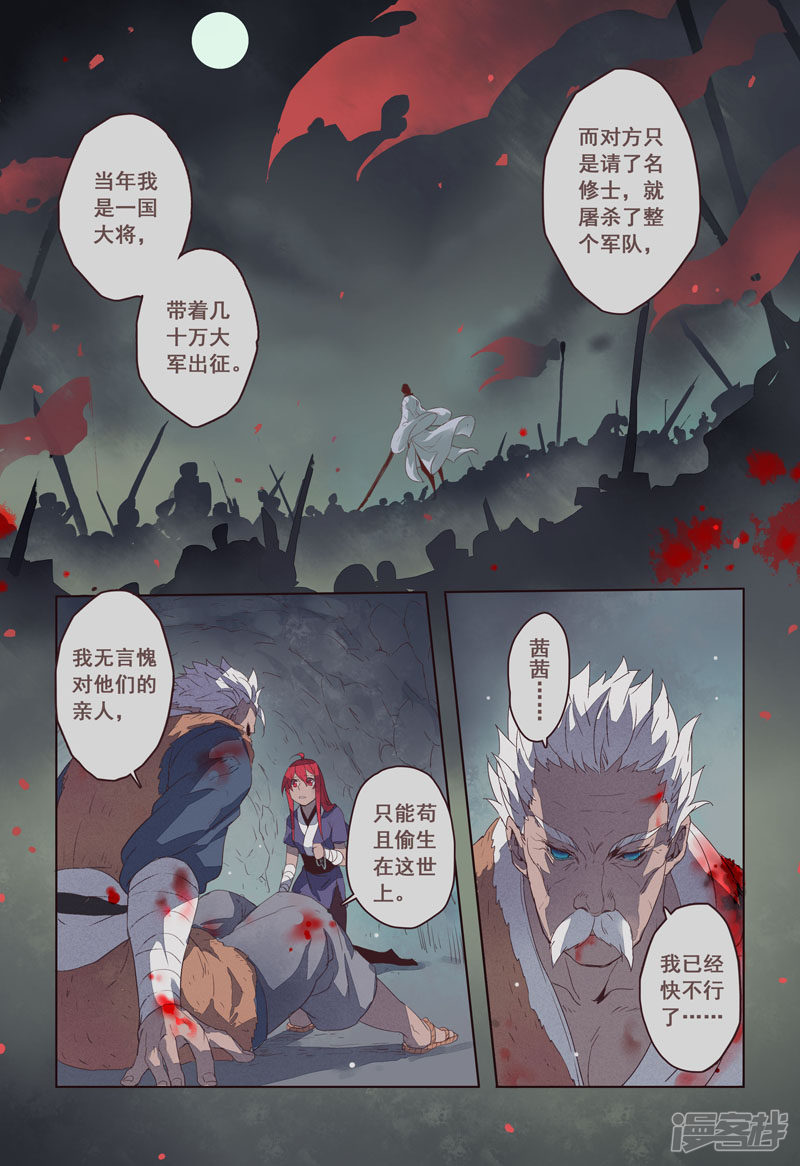 当年我
是一国
大将，
带着几
十万大
军出征。
而对方只
是请了名
修士，就
屠杀了整
个军队，
我无言愧
对他们的
亲人，
只能苟
且偷生
在这世
上。
茜茜……
我已经
快不行
了……
漫客栈